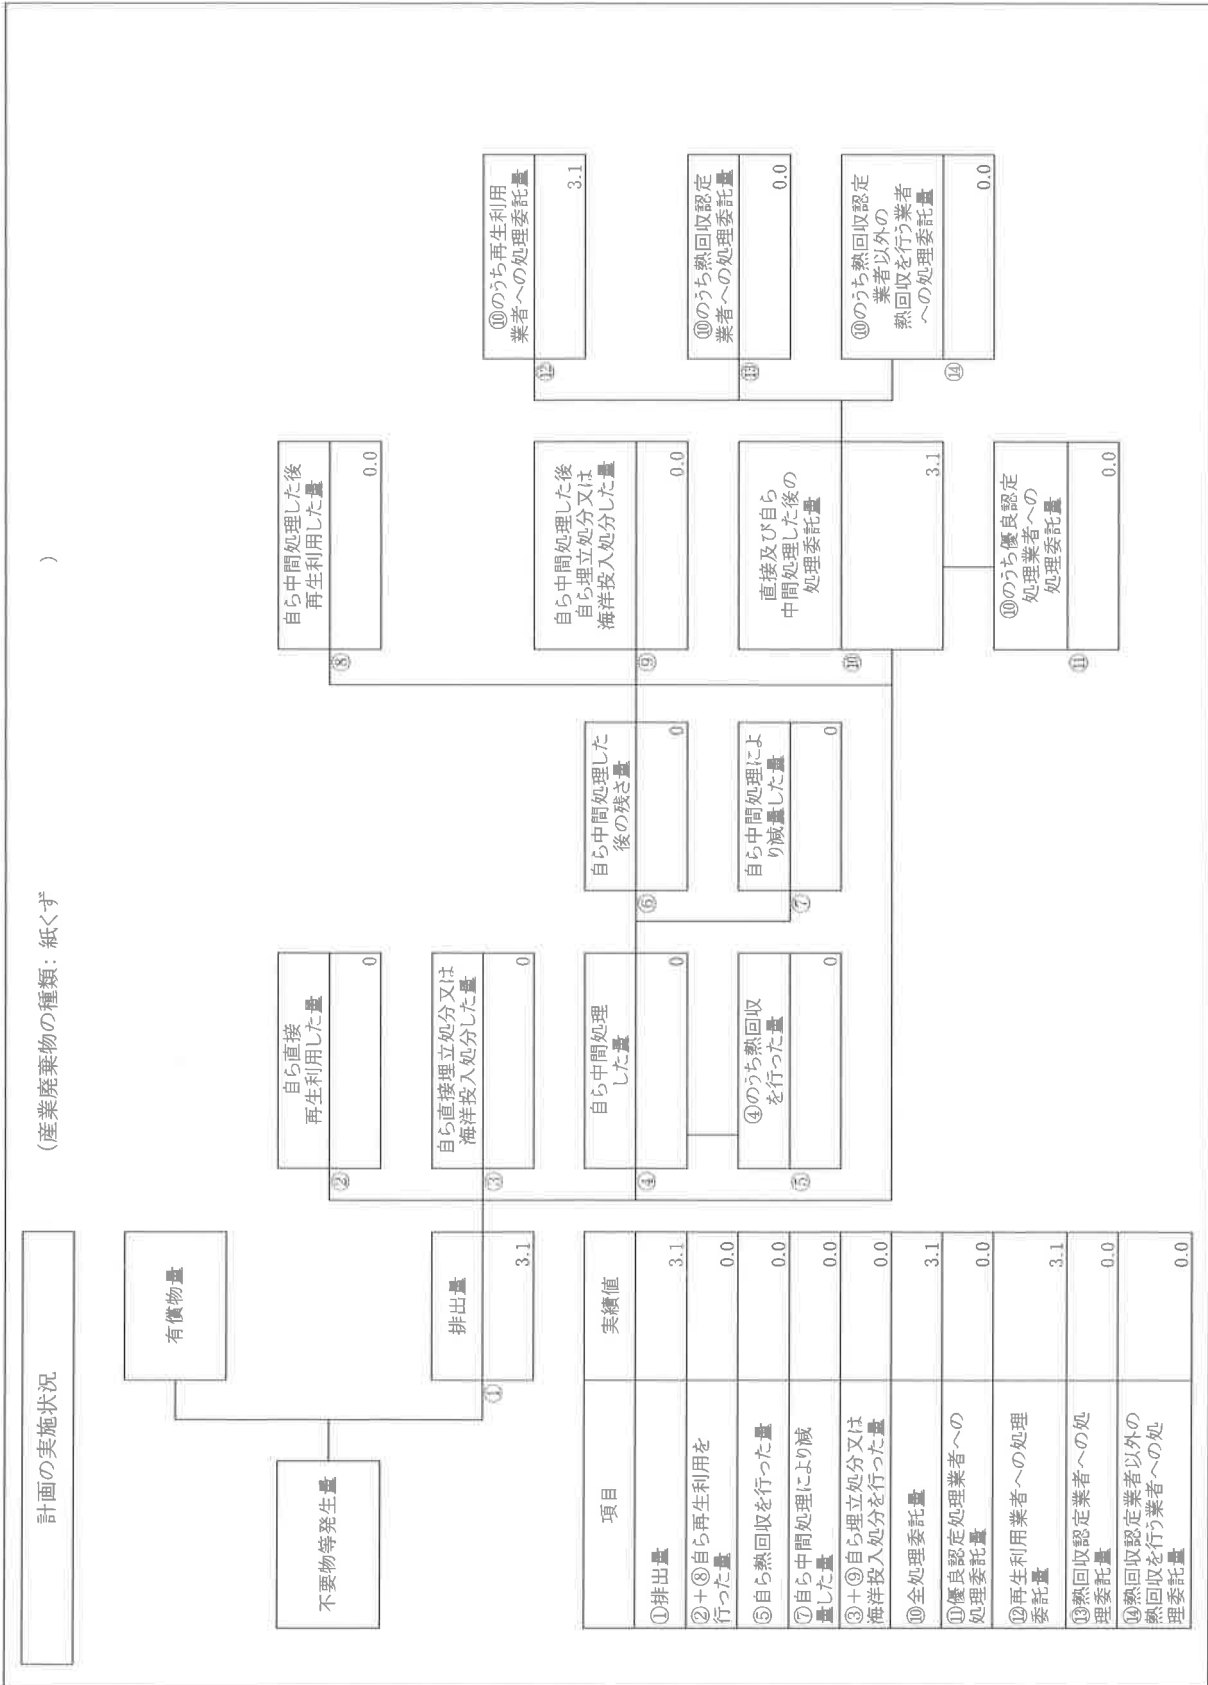 計画の実施状況
（産業廃棄物の種類： 紙くず
）
不要物等発生量
有償物量
①
排出量
3.1
②
自ら直接
再生利用した量
0
③
自ら直接埋立処分又は
海洋投入処分した量
0
④
自ら中間処理
した量
0
⑤
④のうち熱回収
を行った量
0
⑥
自ら中間処理した
後の残さ量
0
⑦
自ら中間処理によ
り減量した量
0
⑧
自ら中間処理した後
再生利用した量
0.0
⑨
自ら中間処理した後
自ら埋立処分又は
海洋投入処分した量
0.0
⑩
直接及び自ら
中間処理した後の
処理委託量
3.1
⑪
⑩のうち優良認定
処理業者への
処理委託量
0.0
⑫
⑩のうち再生利用
業者への処理委託量
3.1
⑬
⑩のうち熱回収認定
業者への処理委託量
0.0
⑭
⑩のうち熱回収認定
業者以外の
熱回収を行う業者
への処理委託量
0.0
項目 実績値
①排出量 3.1
②＋⑧自ら再生利用を
行った量 0.0
⑤自ら熱回収を行った量 0.0
⑦自ら中間処理により減
量した量 0.0
③＋⑨自ら埋立処分又は
海洋投入処分を行った量 0.0
⑩全処理委託量 3.1
⑪優良認定処理業者への
処理委託量 0.0
⑫再生利用業者への処理
委託量 3.1
⑬熱回収認定業者への処
理委託量 0.0
⑭熱回収認定業者以外の
熱回収を行う業者への処
理委託量 0.0